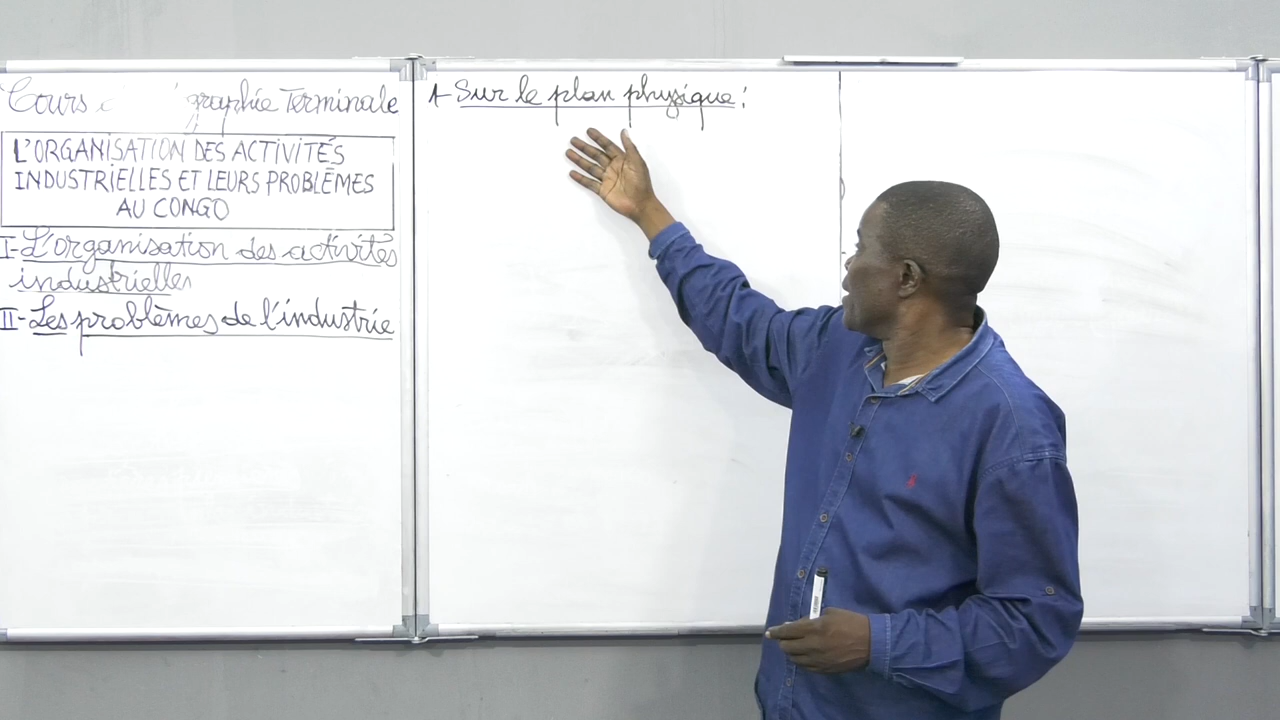 Cours graphie Terminale
L'ORGANISATION DES ACTIVITÉS
INDUSTRIELLES ET LEURS PROBLÈMES
AU CONGO
I-L'organisation des activités
industrielles
II-Les problèmes de l'industrie
1-Sur le plan physique: